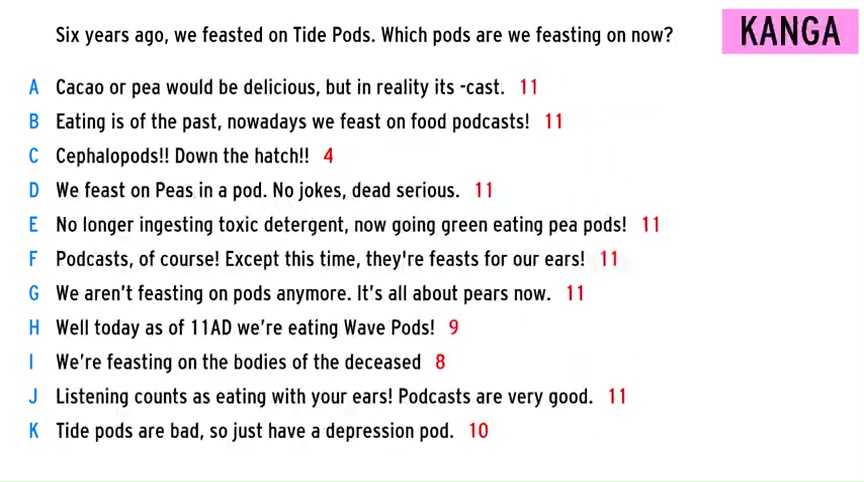 Six years ago, we feasted on Tide Pods. Which pods are we feasting on now?
KANGA
A Cacao or pea would be delicious, but in reality its -cast. 11
B Eating is of the past, nowadays we feast on food podcasts! 11
C Cephalopods!! Down the hatch!! 4
D We feast on Peas in a pod. No jokes, dead serious. 11
E No longer ingesting toxic detergent, now going green eating pea pods! 11
F Podcasts, of course! Except this time, they're feasts for our ears! 11
G We aren't feasting on pods anymore. It's all about pears now. 11
H Well today as of 11AD we're eating Wave Pods! 9
I We're feasting on the bodies of the deceased 8
J Listening counts as eating with your ears! Podcasts are very good. 11
K Tide pods are bad, so just have a depression pod. 10